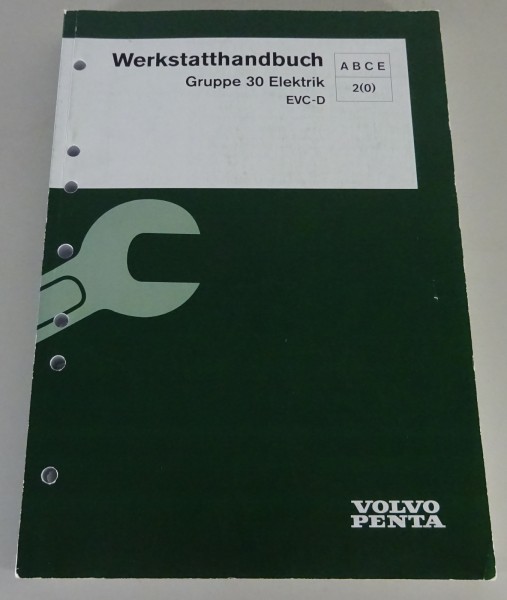 Werkstatthandbuch
Gruppe 30 Elektrik
EVC-D
A B C E
2(0)
VOLVO
PENTA